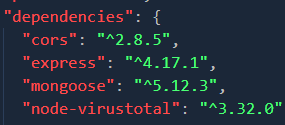 "dependencies": {
"cors": "^2.8.5",
"express": "^4.17.1",
"mongoose": "^5.12.3",
"node-virustotal": "^3.32.0"